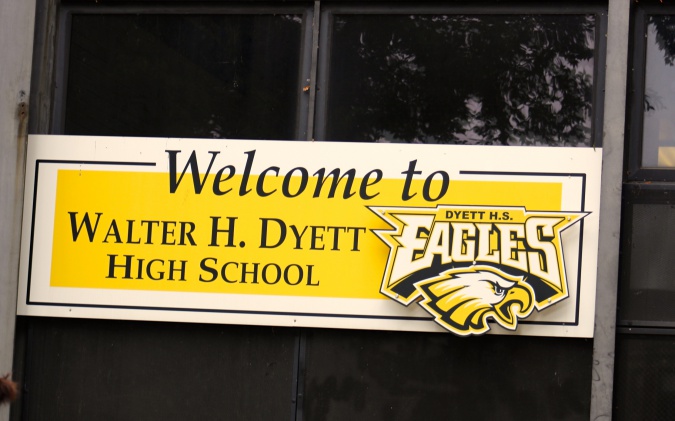 Welcome to
WALTER H. DYETT
HIGH SCHOOL
DYETT H.S.
EAGLES